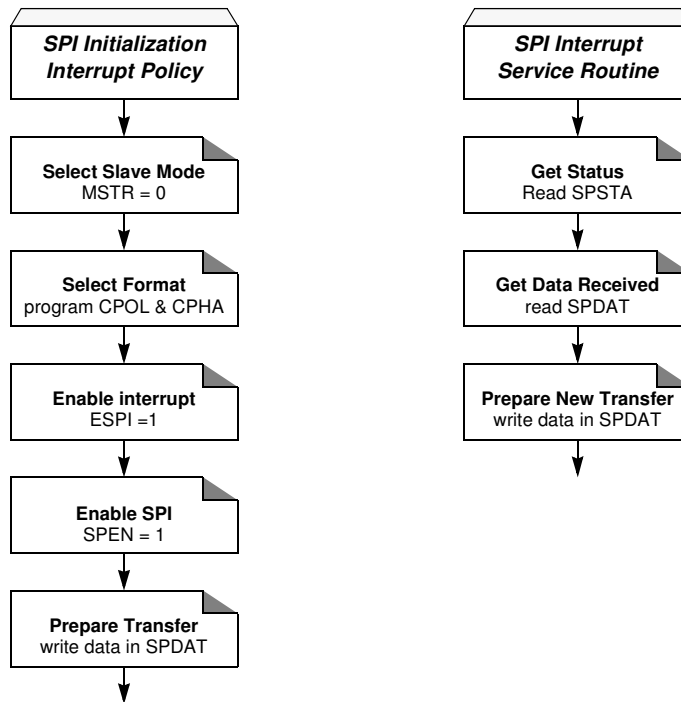 SPI Initialization
Interrupt Policy
Select Slave Mode
MSTR = 0
Select Format
program CPOL & CPHA
Enable interrupt
ESPI =1
Enable SPI
SPEN = 1
Prepare Transfer
write data in SPDAT
SPI Interrupt
Service Routine
Get Status
Read SPSTA
Get Data Received
read SPDAT
Prepare New Transfer
write data in SPDAT